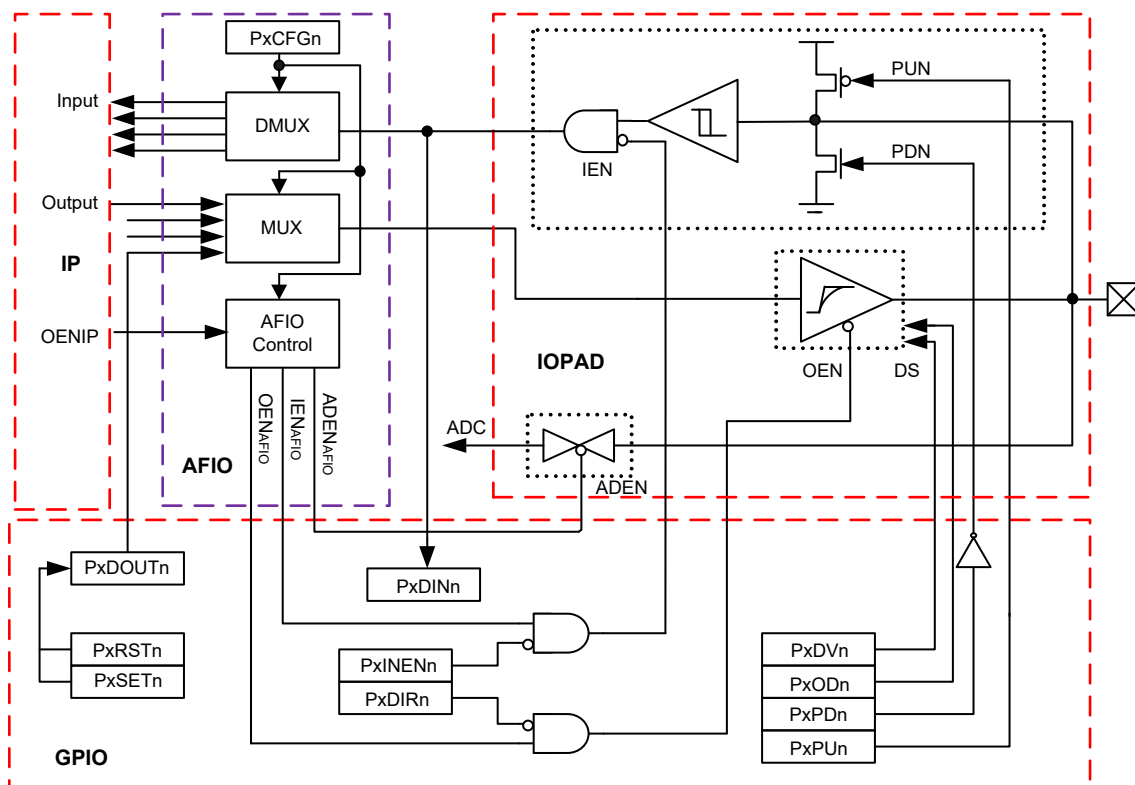 PxCFGn
Input
DMUX
PUN
IEN
PDN
Output
MUX
IP
OENIP
AFIO
Control
IOPAD
OEN
DS
OENAFIO
IENAFIO
ADENAFIO
ADC
AFIO
ADEN
PxDOUTn
PxDINn
PxRSTn
PxSETn
PxINENn
PxDIRn
PxDVn
PxODn
PxPDn
PxPUn
GPIO